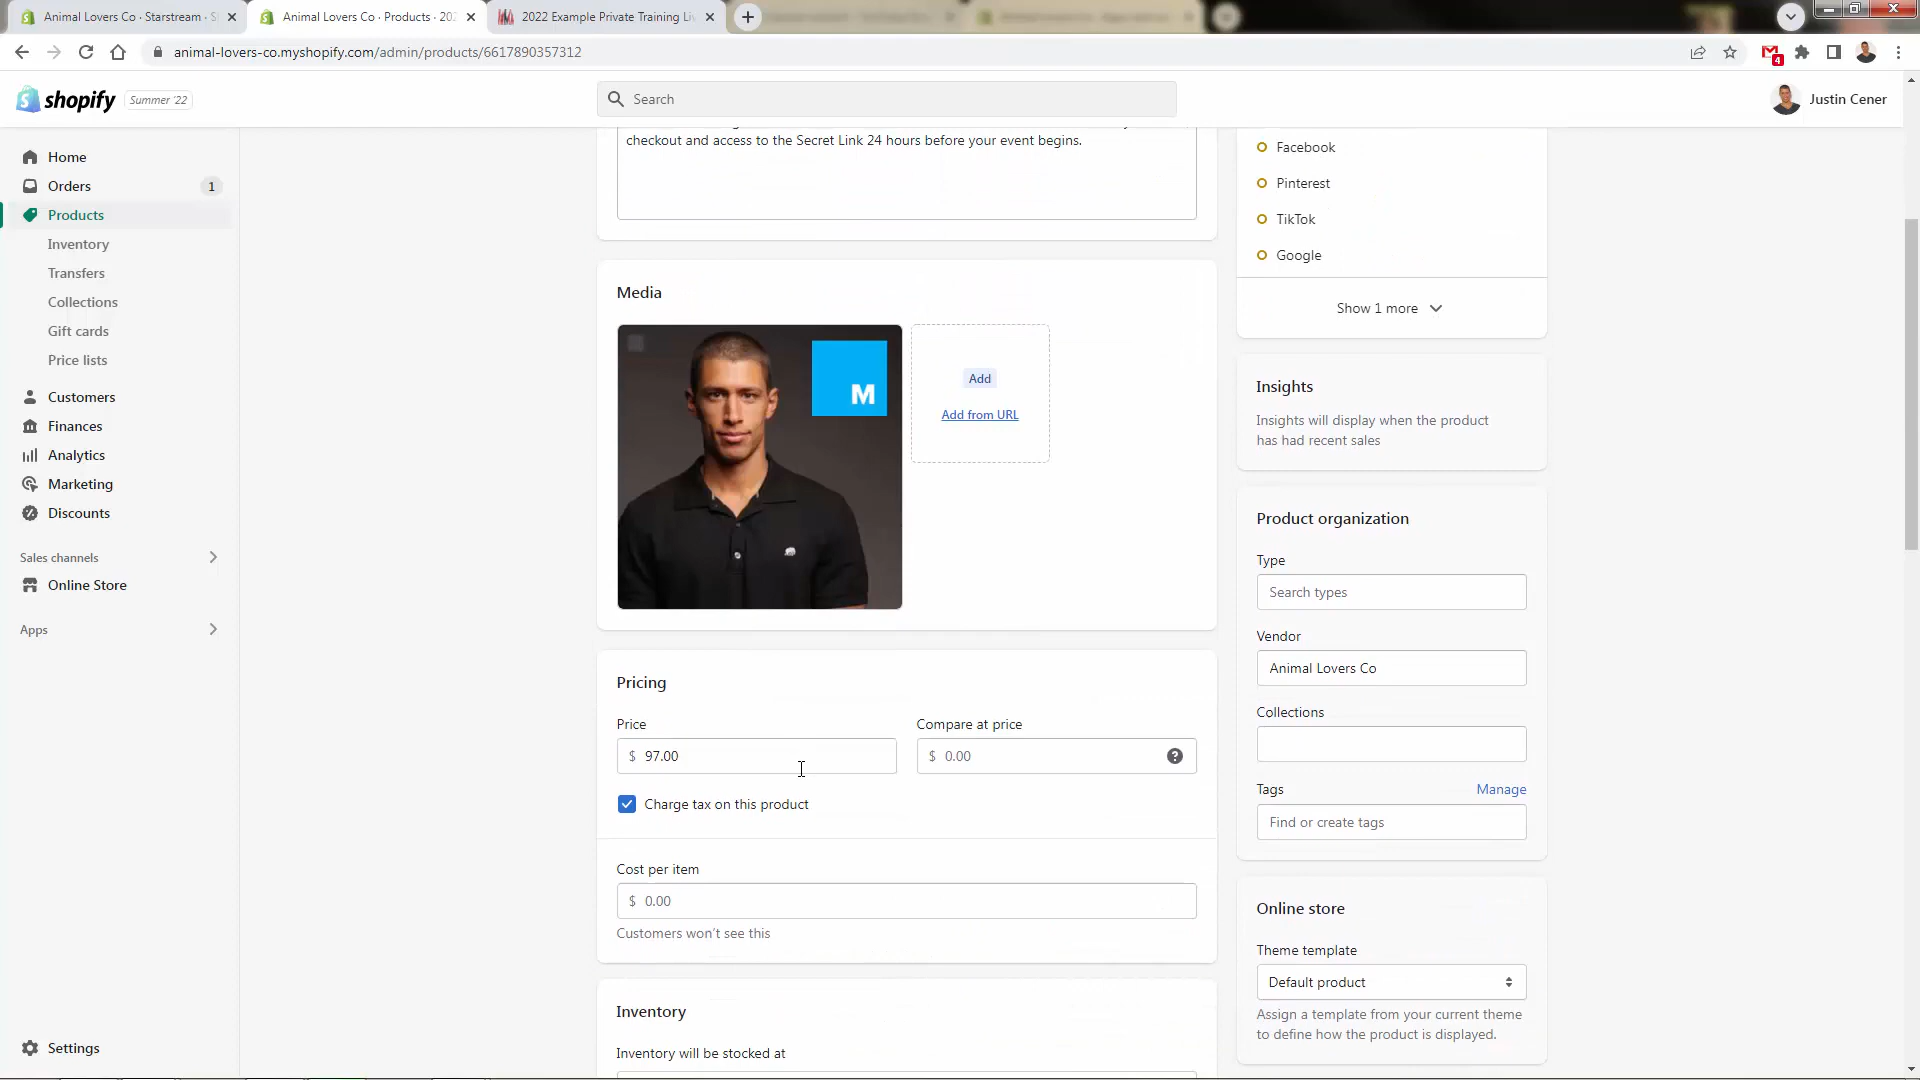 Animal Lovers Co · Starstream · S
Animal Lovers Co · Products · 202
2022 Example Private Training Li
animal-lovers-co.myshopify.com/admin/products/6617890357312
4
shopify
Summer '22
Search
Justin Cener
Home
Orders
1
Products
Inventory
Transfers
Collections
Gift cards
Price lists
Customers
Finances
Analytics
Marketing
Discounts
Sales channels
Online Store
Apps
Settings
checkout and access to the Secret Link 24 hours before your event begins.
Media
M
Add
Add from URL
Pricing
Price
Compare at price
$ 97.00
$ 0.00
Charge tax on this product
Cost per item
$ 0.00
Customers won't see this
Inventory
Inventory will be stocked at
Facebook
Pinterest
TikTok
Google
Show 1 more
Insights
Insights will display when the product
has had recent sales
Product organization
Type
Search types
Vendor
Animal Lovers Co
Collections
Tags
Manage
Find or create tags
Online store
Theme template
Default product
Assign a template from your current theme
to define how the product is displayed.